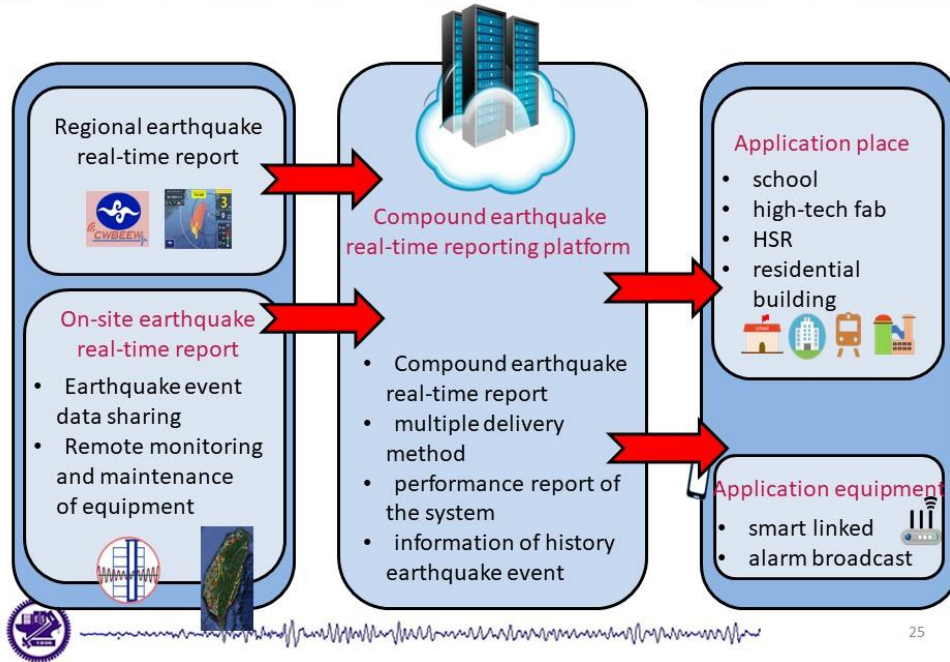 Regional earthquake
real-time report
CWBEEW
3
On-site earthquake
real-time report
• Earthquake event
data sharing
• Remote monitoring
and maintenance
of equipment
Compound earthquake
real-time reporting platform
• Compound earthquake
real-time report
• multiple delivery
method
• performance report of
the system
• information of history
earthquake event
Application place
• school
• high-tech fab
• HSR
• residential
building
school
Application equipment
• smart linked
• alarm broadcast
25